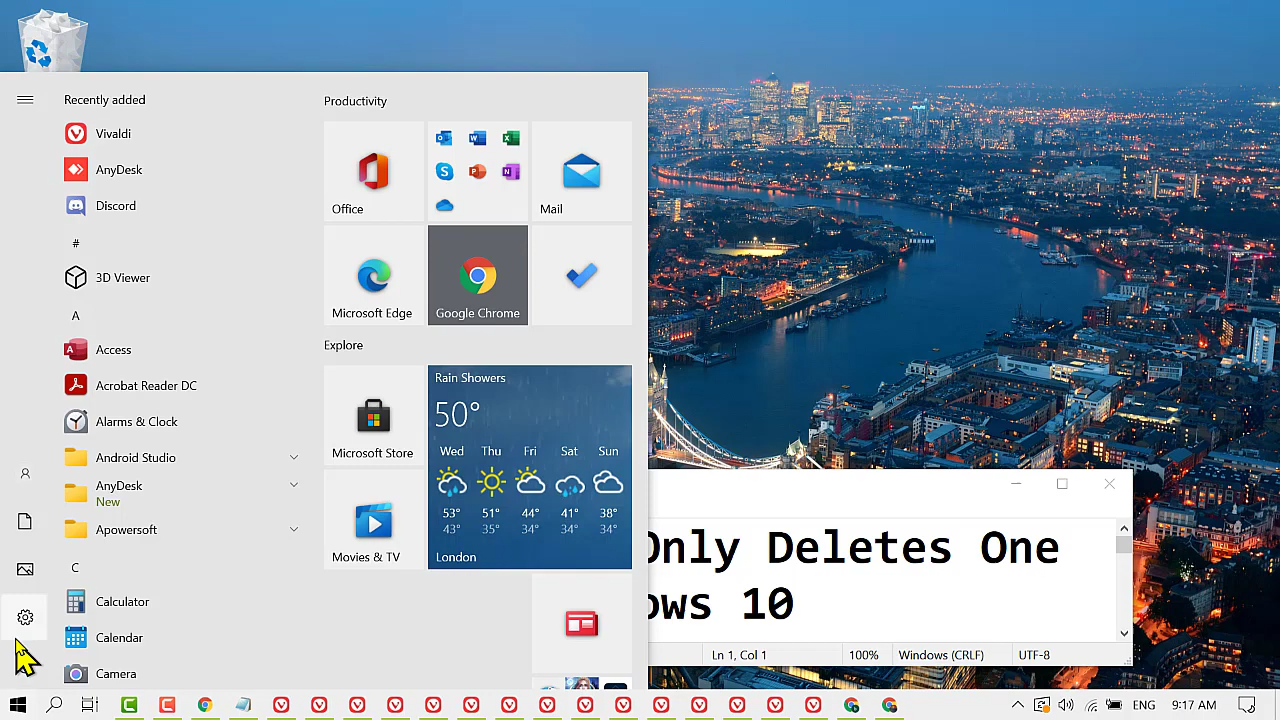 Recently added
Vivaldi
AnyDesk
Discord
#
3D Viewer
A
Access
Acrobat Reader DC
Alarms & Clock
Android Studio
AnyDesk
New
Apowersoft
C
Calculator
Calendar
Camera
Productivity
Office
Mail
Microsoft Edge
Google Chrome
Explore
Microsoft Store
Rain Showers
50°
Wed Thu Fri Sat Sun
53° 51° 44° 41° 38°
43° 35° 34° 34° 34°
London
Movies & TV
Only Deletes One
ows 10
Ln 1, Col 1 100% Windows (CRLF) UTF-8
ENG 9:17 AM